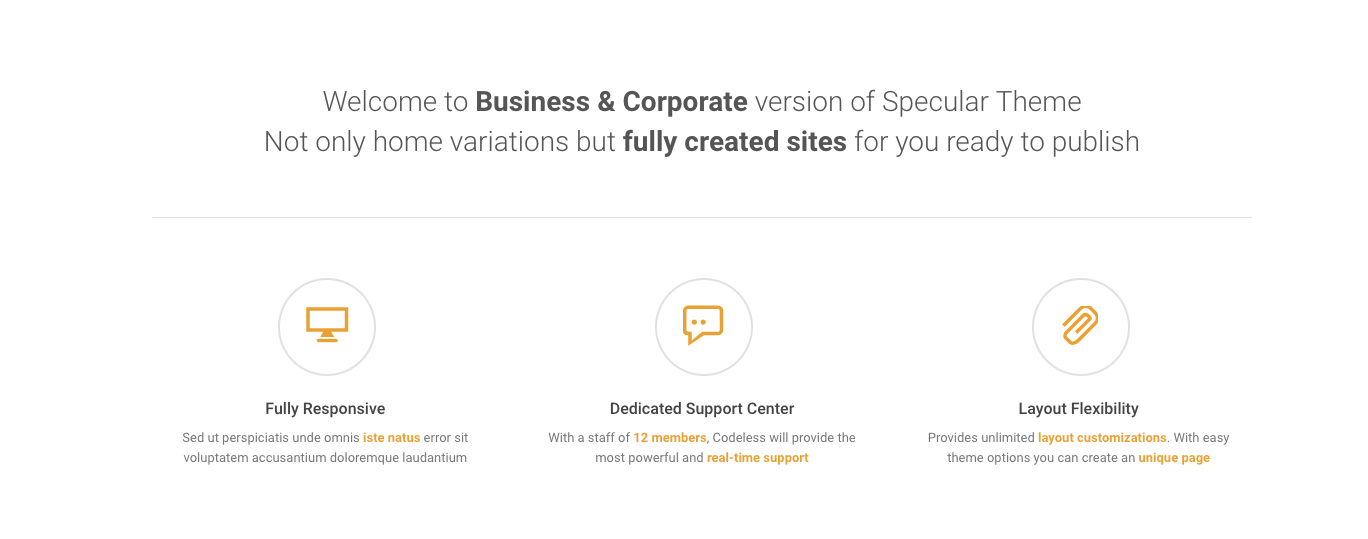 Welcome to Business & Corporate version of Specular Theme
Not only home variations but fully created sites for you ready to publish
Fully Responsive
Sed ut perspiciatis unde omnis iste natus error sit
voluptatem accusantium doloremque laudantium
Dedicated Support Center
With a staff of 12 members, Codeless will provide the
most powerful and real-time support
Layout Flexibility
Provides unlimited layout customizations. With easy
theme options you can create an unique page